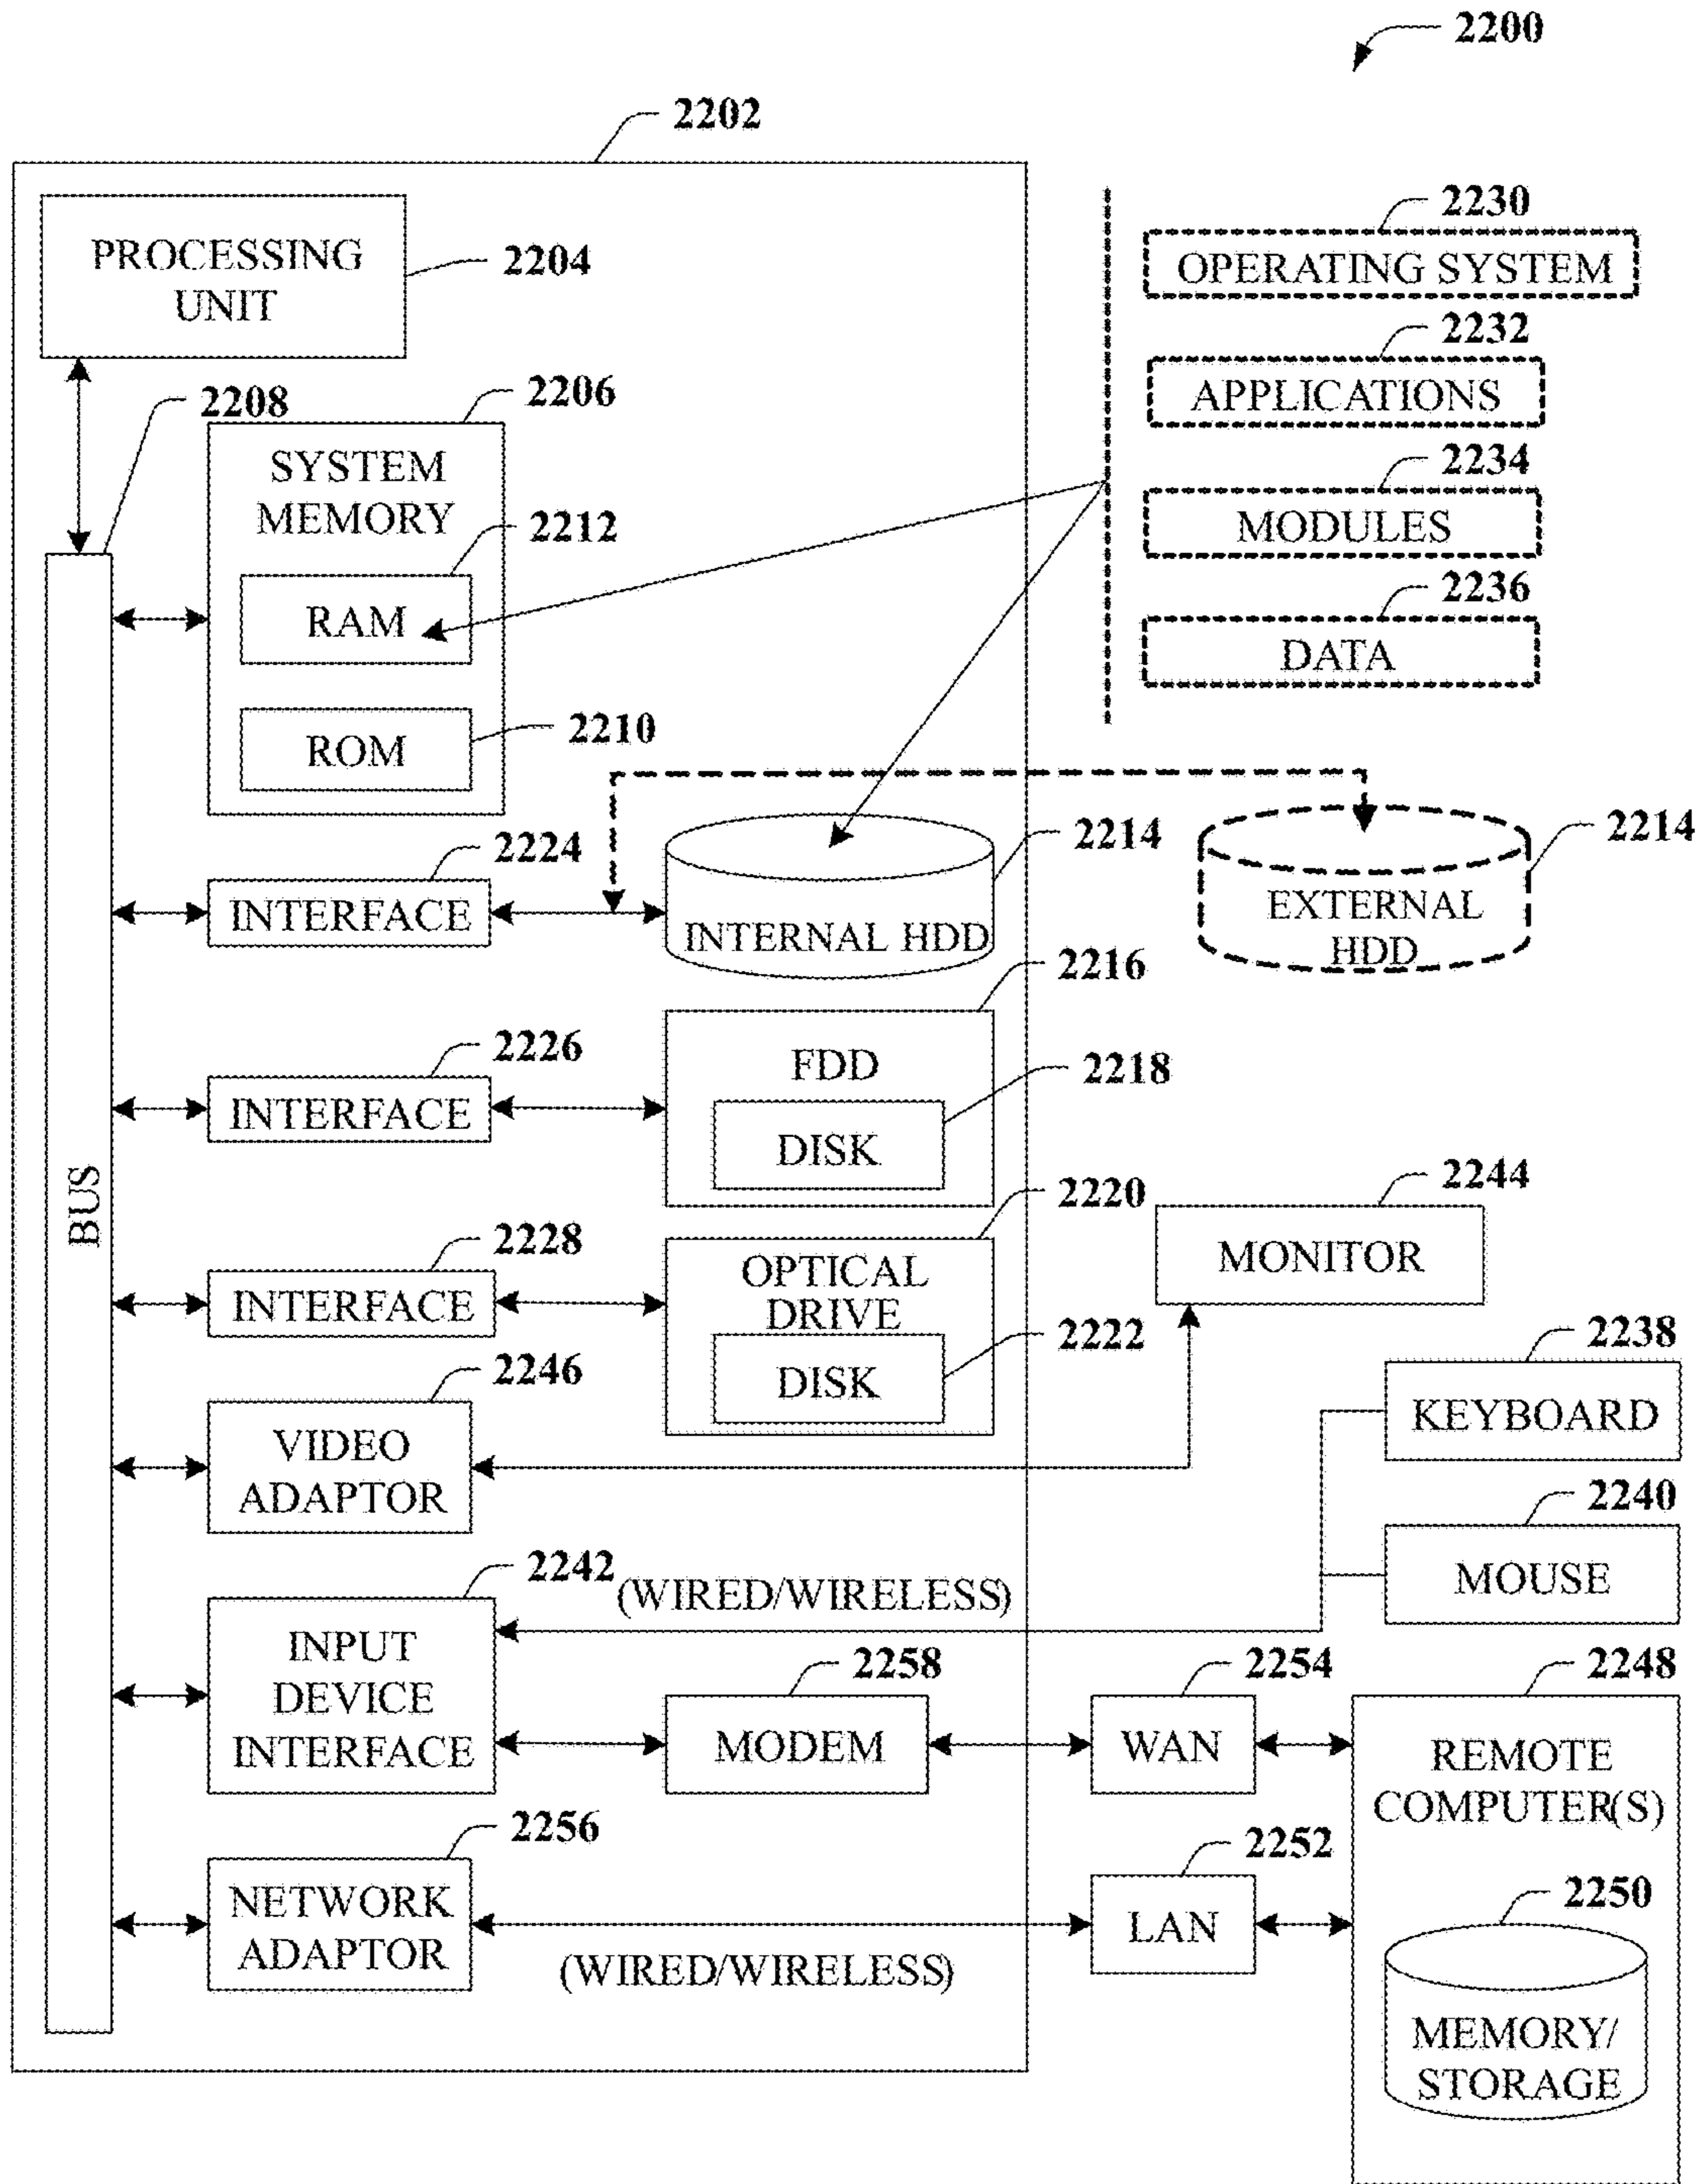 2200
2202
PROCESSING
UNIT
2204
2230
OPERATING SYSTEM
2232
APPLICATIONS
2234
MODULES
2236
DATA
2208
2206
SYSTEM
MEMORY
2212
RAM
2210
ROM
2224
INTERFACE
2214
INTERNAL HDD
2214
EXTERNAL
HDD
2216
FDD
2226
INTERFACE
2218
DISK
BUS
2220
OPTICAL
DRIVE
2228
INTERFACE
2222
DISK
2244
MONITOR
2238
KEYBOARD
2246
VIDEO
ADAPTOR
2240
MOUSE
2242
(WIRED/WIRELESS)
INPUT
DEVICE
INTERFACE
2258
MODEM
2254
WAN
2248
REMOTE
COMPUTER(S)
2256
NETWORK
ADAPTOR
(WIRED/WIRELESS)
2252
LAN
2250
MEMORY/
STORAGE